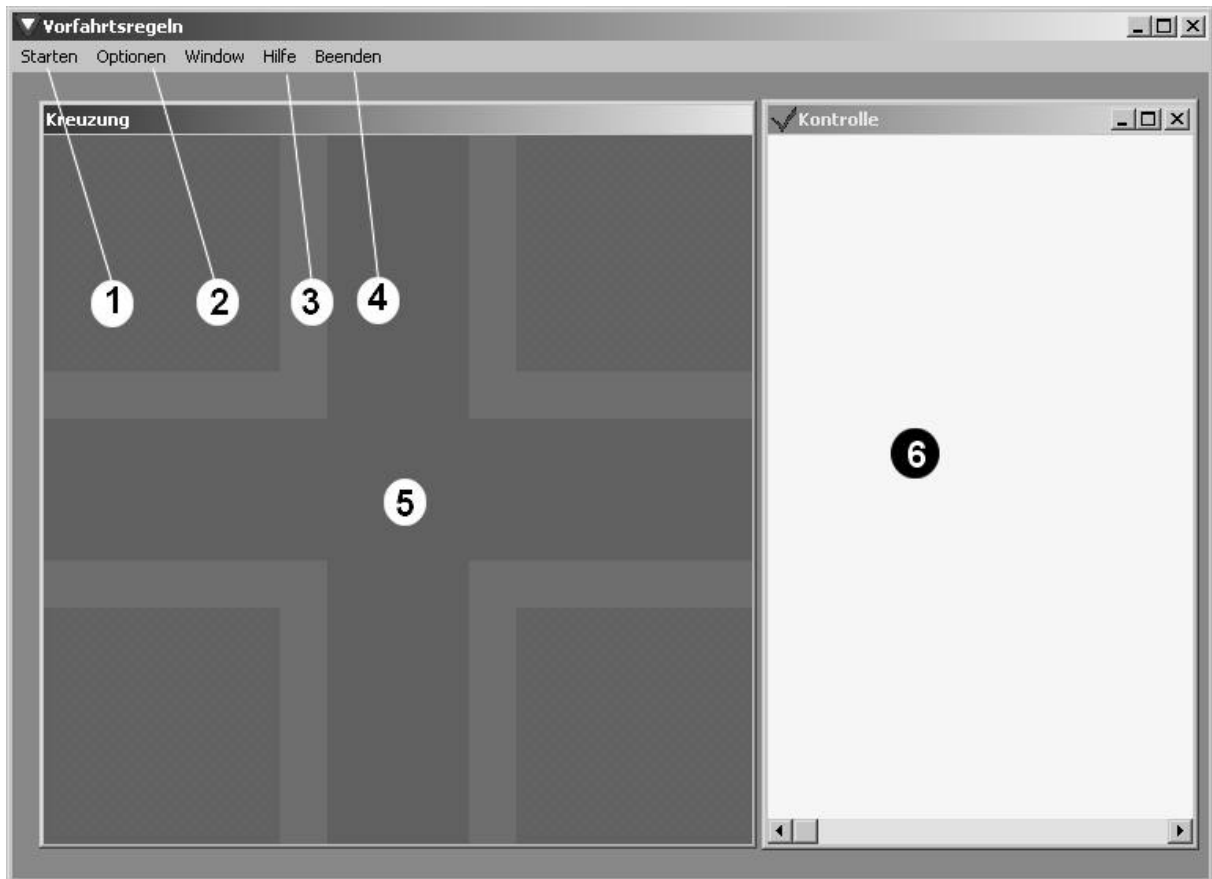 Vorfahrtsregeln
Starten Optionen Window Hilfe Beenden
Kreuzung
Kontrolle
1 2 3 4
6
5